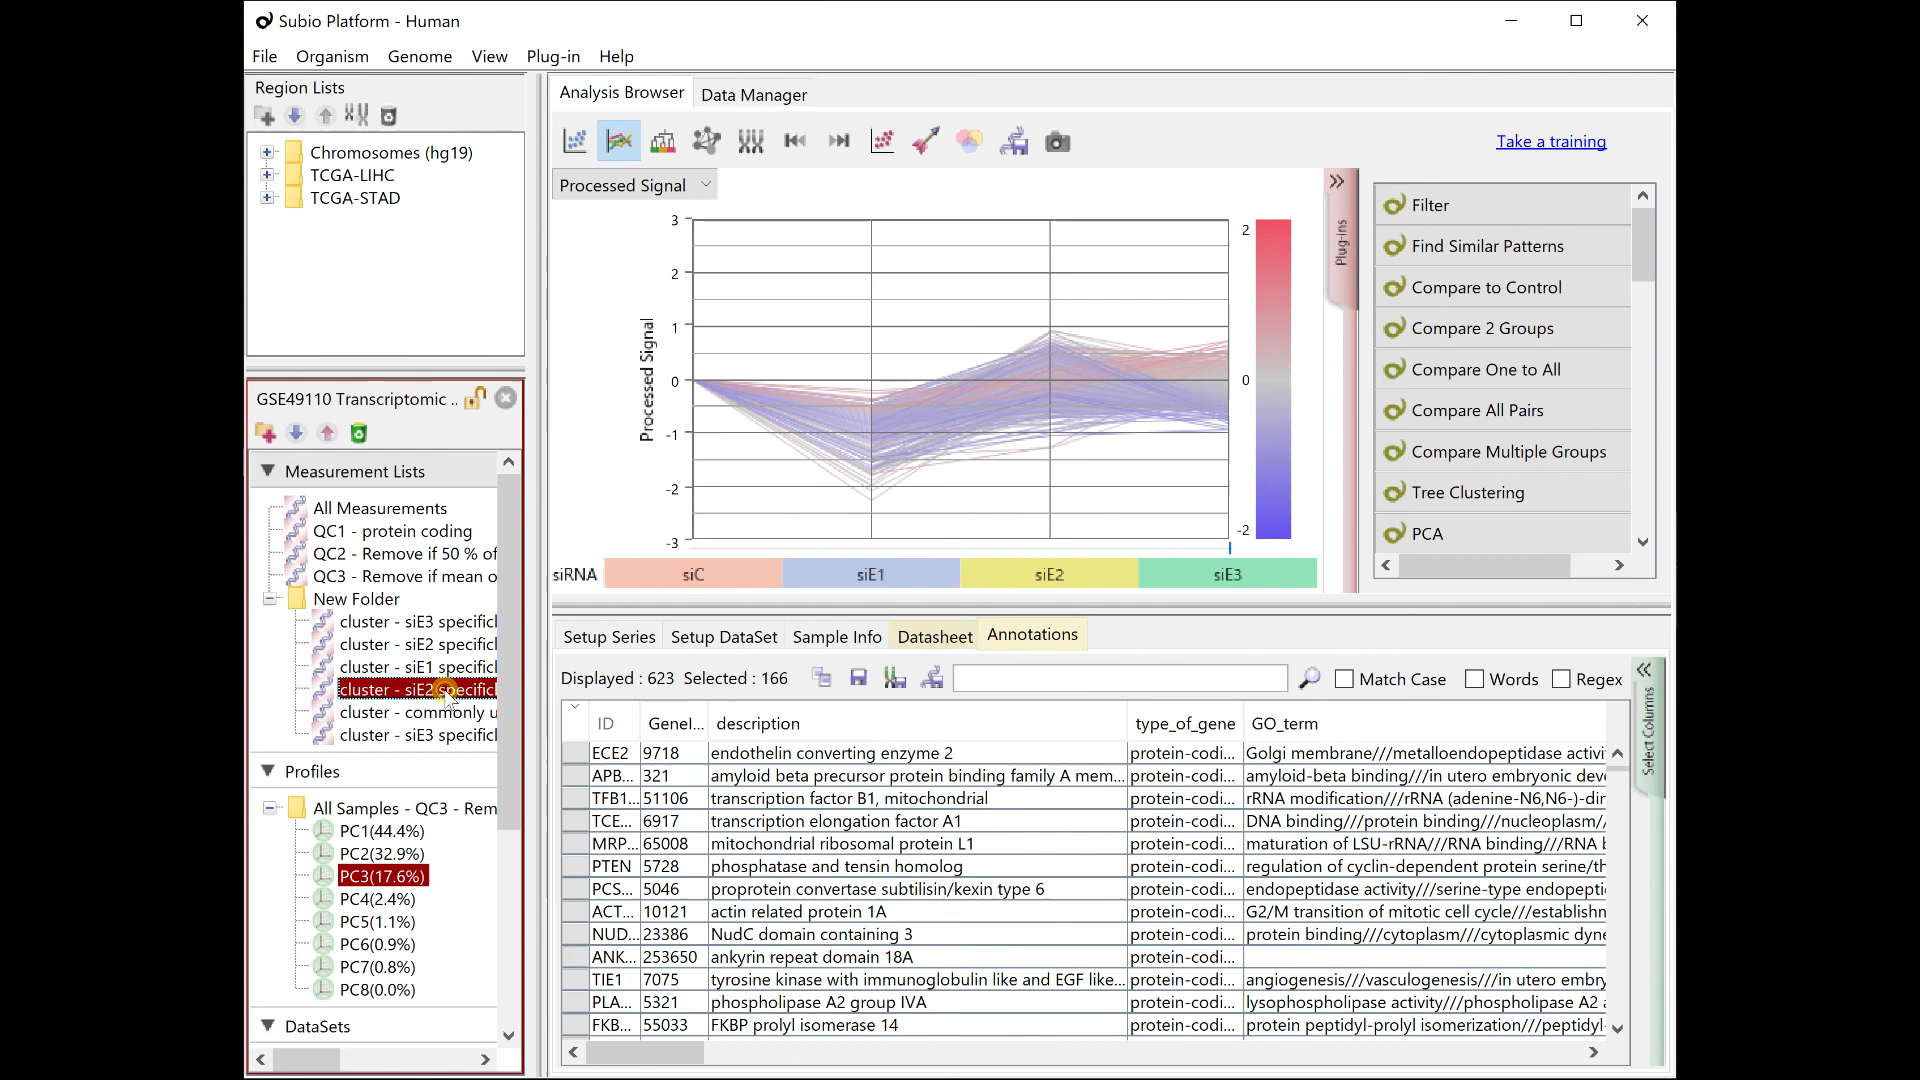 Subio Platform - Human
File Organism Genome View Plug-in Help
Region Lists
Chromosomes (hg19)
TCGA-LIHC
TCGA-STAD
GSE49110 Transcriptomic ..
Measurement Lists
All Measurements
QC1 - protein coding
QC2 - Remove if 50 % of
QC3 - Remove if mean o
New Folder
cluster - siE3 specificl
cluster - siE2 specificl
cluster - siE1 specificl
cluster - siE2 specificl
cluster - commonly u
cluster - siE3 specificl
Profiles
All Samples - QC3 - Rem
PC1(44.4%)
PC2(32.9%)
PC3(17.6%)
PC4(2.4%)
PC5(1.1%)
PC6(0.9%)
PC7(0.8%)
PC8(0.0%)
DataSets
Analysis Browser Data Manager
Take a training
Processed Signal
3
2
1
0
-1
-2
-3
Processed Signal
2
0
-2
siRNA siC siE1 siE2 siE3
Plug-ins
Filter
Find Similar Patterns
Compare to Control
Compare 2 Groups
Compare One to All
Compare All Pairs
Compare Multiple Groups
Tree Clustering
PCA
Setup Series Setup DataSet Sample Info Datasheet Annotations
Displayed : 623 Selected : 166 Match Case Words Regex
Select Columns
ID GeneI... description type_of_gene GO_term
ECE2 9718 endothelin converting enzyme 2 protein-codi... Golgi membrane///metalloendopeptidase activi
APB... 321 amyloid beta precursor protein binding family A mem... protein-codi... amyloid-beta binding///in utero embryonic dev
TFB1... 51106 transcription factor B1, mitochondrial protein-codi... rRNA modification///rRNA (adenine-N6,N6-)-dir
TCE... 6917 transcription elongation factor A1 protein-codi... DNA binding///protein binding///nucleoplasm//
MRP... 65008 mitochondrial ribosomal protein L1 protein-codi... maturation of LSU-rRNA///RNA binding///RNA b
PTEN 5728 phosphatase and tensin homolog protein-codi... regulation of cyclin-dependent protein serine/th
PCS... 5046 proprotein convertase subtilisin/kexin type 6 protein-codi... endopeptidase activity///serine-type endopepti
ACT... 10121 actin related protein 1A protein-codi... G2/M transition of mitotic cell cycle///establishn
NUD... 23386 NudC domain containing 3 protein-codi... protein binding///cytoplasm///cytoplasmic dyne
ANK... 253650 ankyrin repeat domain 18A protein-codi...
TIE1 7075 tyrosine kinase with immunoglobulin like and EGF like... protein-codi... angiogenesis///vasculogenesis///in utero embry
PLA... 5321 phospholipase A2 group IVA protein-codi... lysophospholipase activity///phospholipase A2 a
FKB... 55033 FKBP prolyl isomerase 14 protein-codi... protein peptidyl-prolyl isomerization///peptidyl-